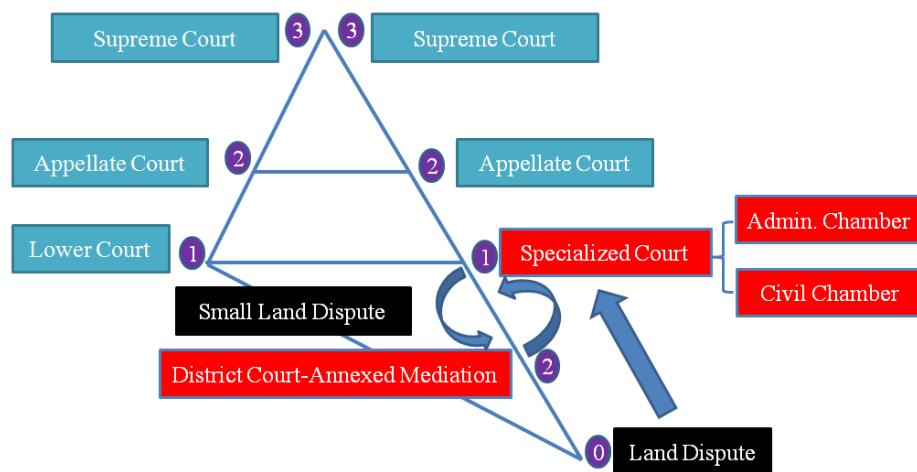 Supreme Court
3
3
Supreme Court
Appellate Court
2
2
Appellate Court
Lower Court
1
1
Specialized Court
Admin. Chamber
Civil Chamber
Small Land Dispute
District Court-Annexed Mediation
2
0
Land Dispute